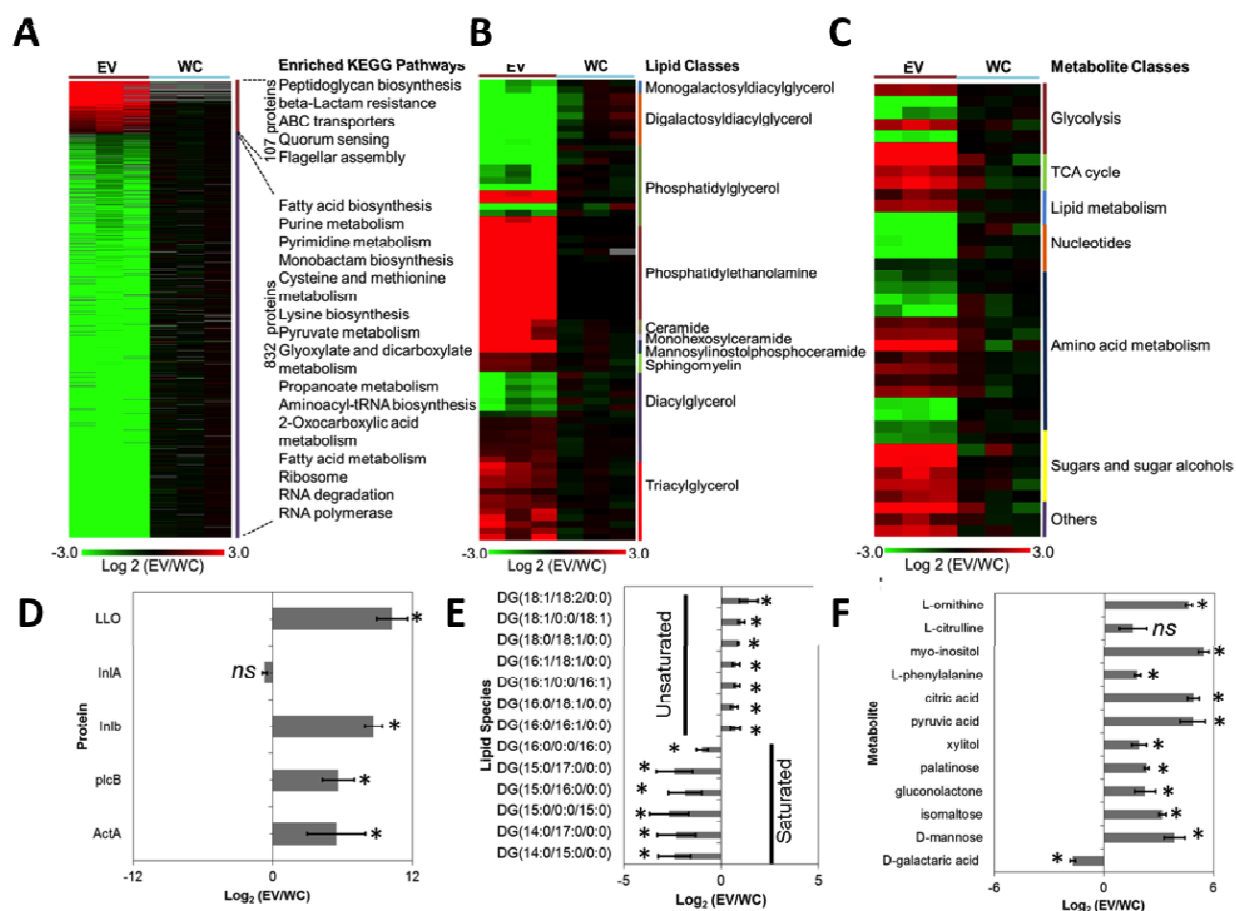 A
EV
WC
Enriched KEGG Pathways
Peptidoglycan biosynthesis
beta-Lactam resistance
ABC transporters
Quorum sensing
Flagellar assembly
107 proteins
Fatty acid biosynthesis
Purine metabolism
Pyrimidine metabolism
Monobactam biosynthesis
Cysteine and methionine
metabolism
Lysine biosynthesis
Pyruvate metabolism
Glyoxylate and dicarboxylate
metabolism
Propanoate metabolism
Aminoacyl-tRNA biosynthesis
2-Oxocarboxylic acid
metabolism
Fatty acid metabolism
Ribosome
RNA degradation
RNA polymerase
832 proteins
-3.0
3.0
Log 2 (EV/WC)
B
EV
WC
Lipid Classes
Monogalactosyldiacylglycerol
Digalactosyldiacylglycerol
Phosphatidylglycerol
Phosphatidylethanolamine
Ceramide
Monohexosylceramide
Mannosylinostolphosphoceramide
Sphingomyelin
Diacylglycerol
Triacylglycerol
-3.0
3.0
Log 2 (EV/WC)
C
EV
WC
Metabolite Classes
Glycolysis
TCA cycle
Lipid metabolism
Nucleotides
Amino acid metabolism
Sugars and sugar alcohols
Others
-3.0
3.0
Log 2 (EV/WC)
D
Protein
LLO
*
InlA
ns
Inlb
*
plcB
*
ActA
*
-12
0
12
Log2 (EV/WC)
E
Lipid Species
DG(18:1/18:2/0:0)
*
DG(18:1/0:0/18:1)
*
DG(18:0/18:1/0:0)
*
DG(16:1/18:1/0:0)
*
DG(16:1/0:0/16:1)
*
DG(16:0/18:1/0:0)
*
DG(16:0/16:1/0:0)
*
DG(16:0/0:0/16:0)
*
DG(15:0/17:0/0:0)
*
DG(15:0/16:0/0:0)
*
DG(15:0/0:0/15:0)
*
DG(14:0/17:0/0:0)
*
DG(14:0/15:0/0:0)
*
Unsaturated
Saturated
-5
0
5
Log2 (EV/WC)
F
Metabolite
L-ornithine
*
L-citrulline
ns
myo-inositol
*
L-phenylalanine
*
citric acid
*
pyruvic acid
*
xylitol
*
palatinose
*
gluconolactone
*
isomaltose
*
D-mannose
*
D-galactaric acid
*
-6
0
6
Log2 (EV/WC)